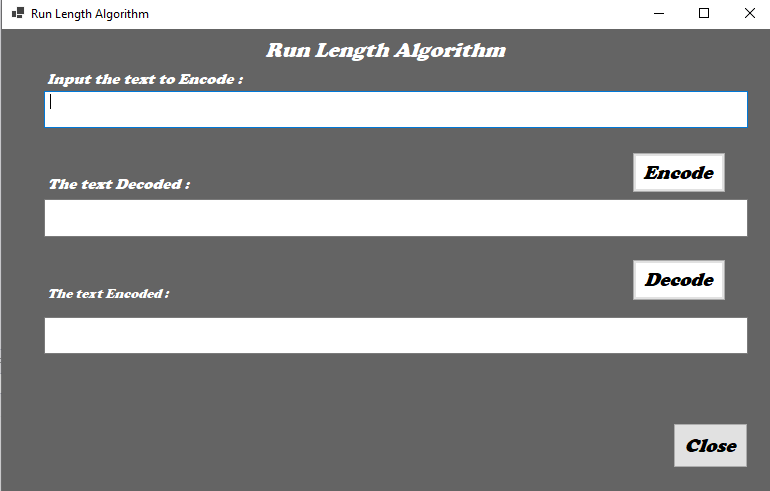 Run Length Algorithm
Run Length Algorithm
Input the text to Encode :
Encode
The text Decoded :
Decode
The text Encoded :
Close